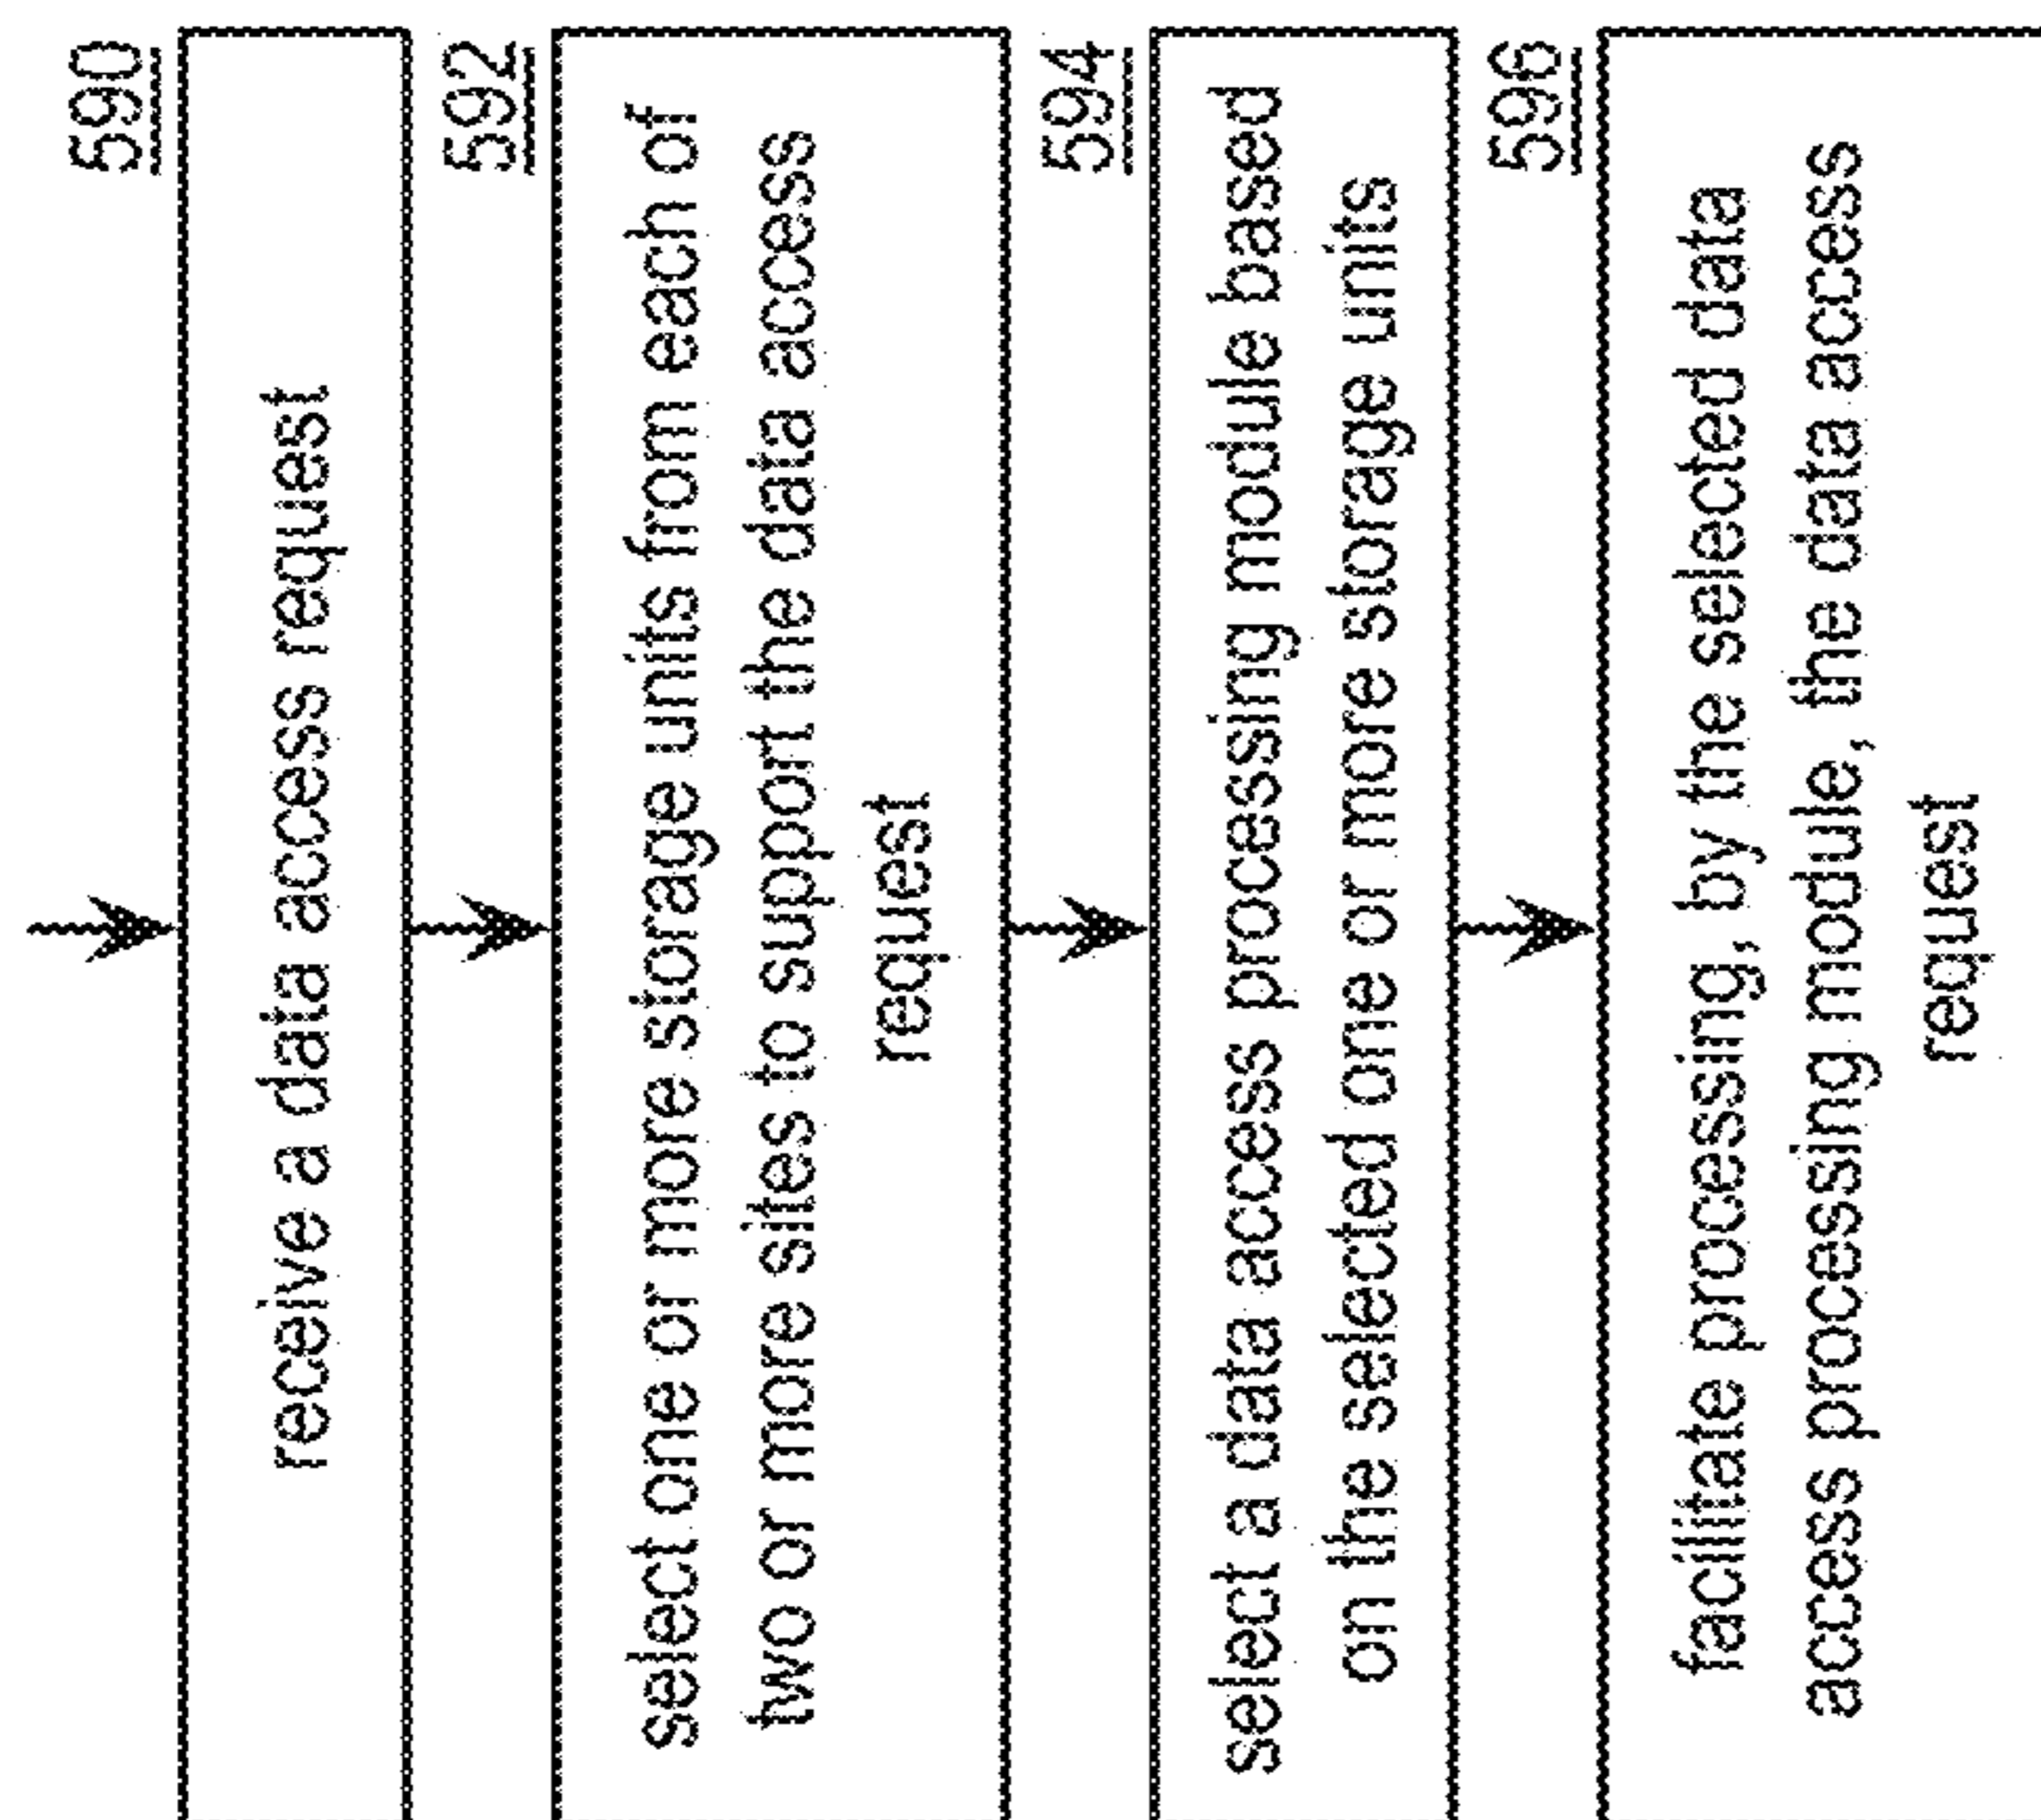 590
receive a data access request
592
select one or more storage units from each of
two or more sites to support the data access
request
594
select a data access processing module based
on the selected one or more storage units
596
facilitate processing, by the selected data
access processing module, the data access
request